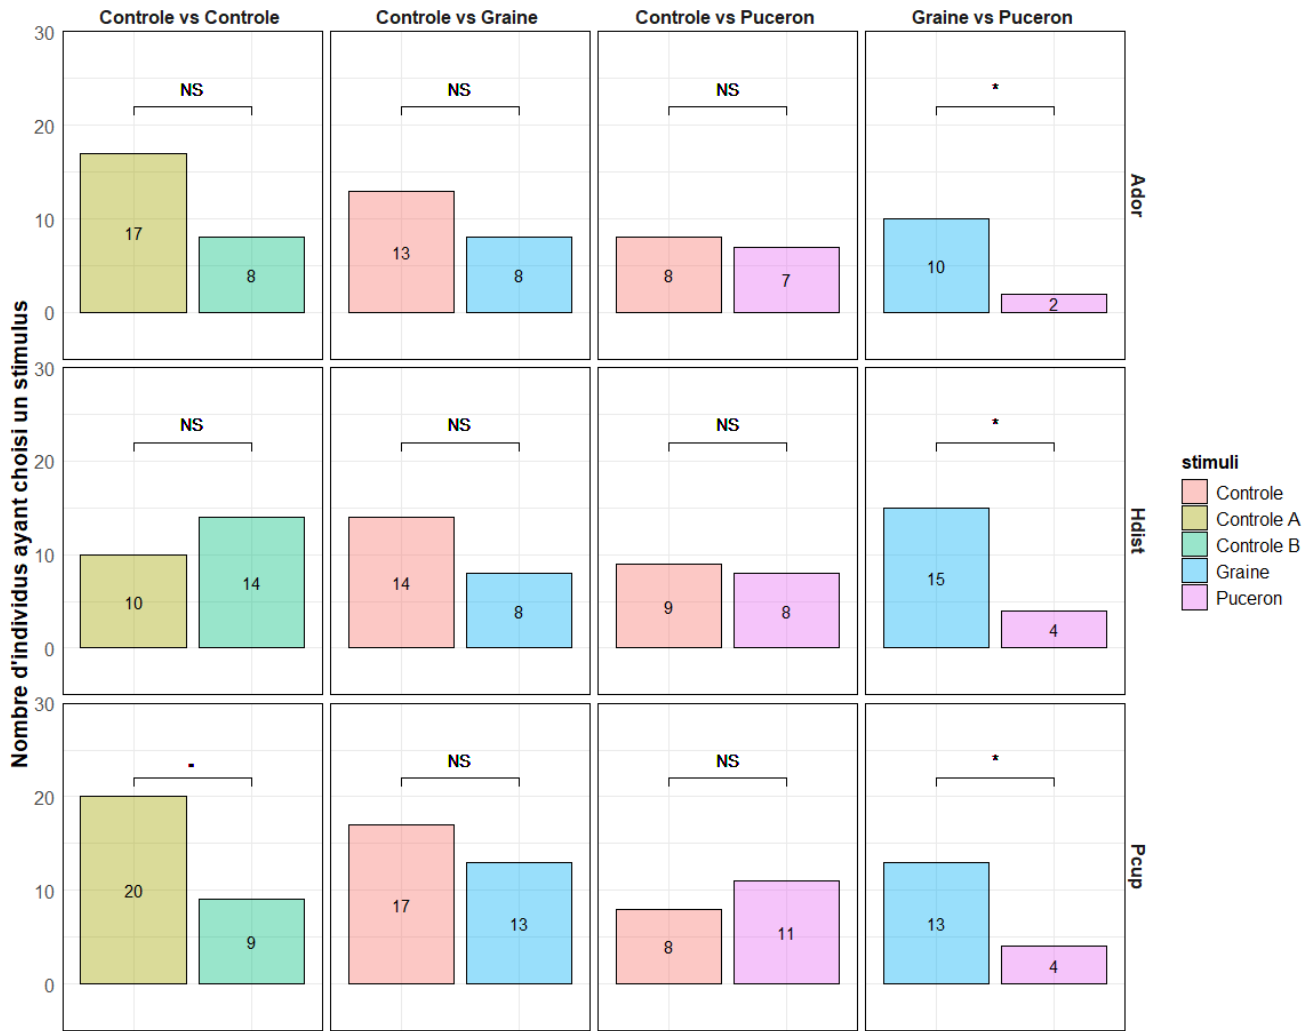 Controle vs Controle
Controle vs Graine
Controle vs Puceron
Graine vs Puceron
Nombre d'individus ayant choisi un stimulus
30
20
10
0
NS
17
8
NS
13
8
NS
8
7
*
10
2
Ador
30
20
10
0
NS
10
14
NS
14
8
NS
9
8
*
15
4
Hdist
30
20
10
0
-
20
9
NS
17
13
NS
8
11
*
13
4
Pcup
stimuli
Controle
Controle A
Controle B
Graine
Puceron